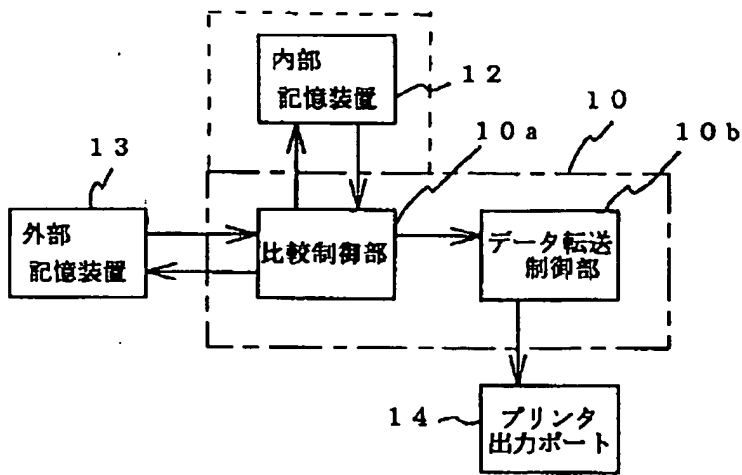 内部
記憶装置
12
10
10a
10b
13
外部
記憶装置
比較制御部
データ転送
制御部
14
プリンタ
出力ポート